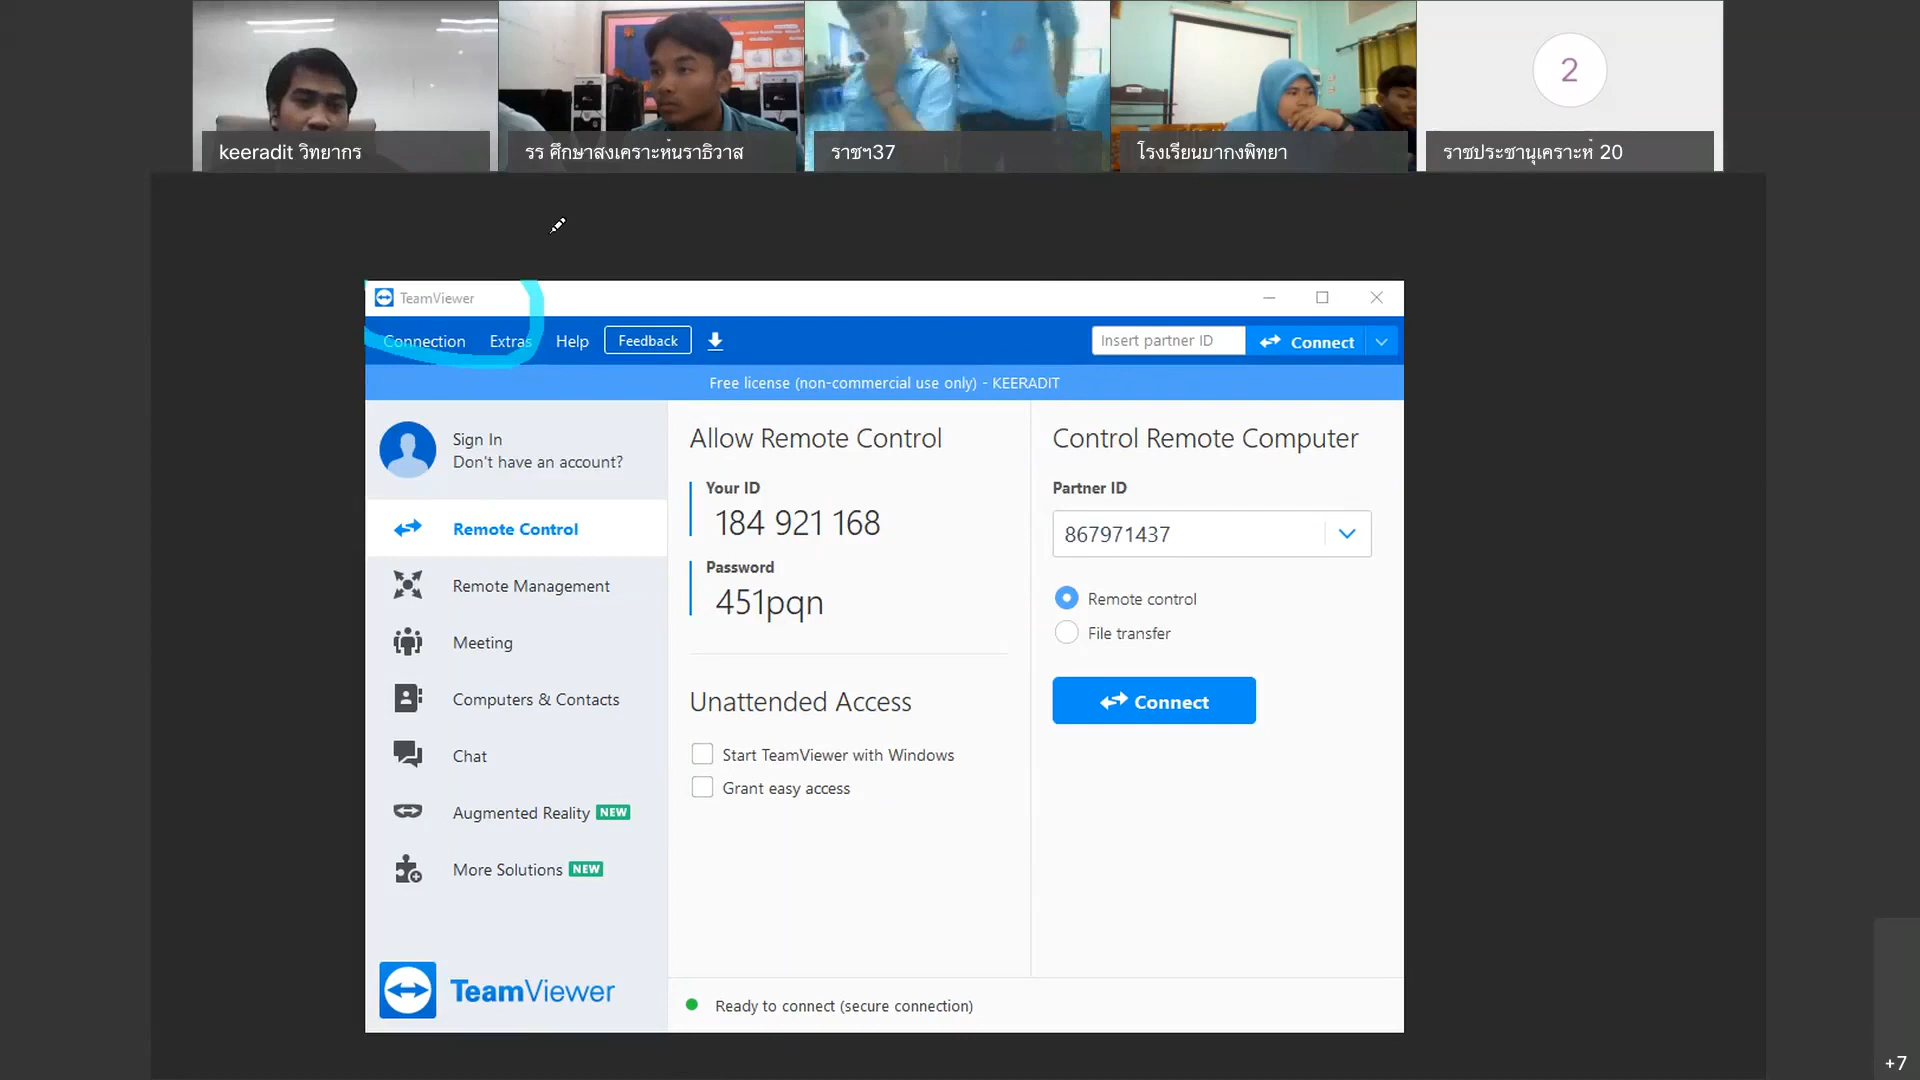 keeradit วิทยากร
รร ศึกษาสงเคราะห์นราธิวาส
ราชฯ37
โรงเรียนบากงพิทยา
2
ราชประชานุเคราะห์ 20
TeamViewer
Connection Extras Help Feedback
Insert partner ID Connect
Free license (non-commercial use only) - KEERADIT
Sign In
Don't have an account?
Remote Control
Remote Management
Meeting
Computers & Contacts
Chat
Augmented Reality NEW
More Solutions NEW
TeamViewer
Allow Remote Control
Your ID
184 921 168
Password
451pqn
Unattended Access
Start TeamViewer with Windows
Grant easy access
Control Remote Computer
Partner ID
867971437
Remote control
File transfer
Connect
Ready to connect (secure connection)
+7